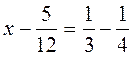 x - 5/12 = 1/3 - 1/4